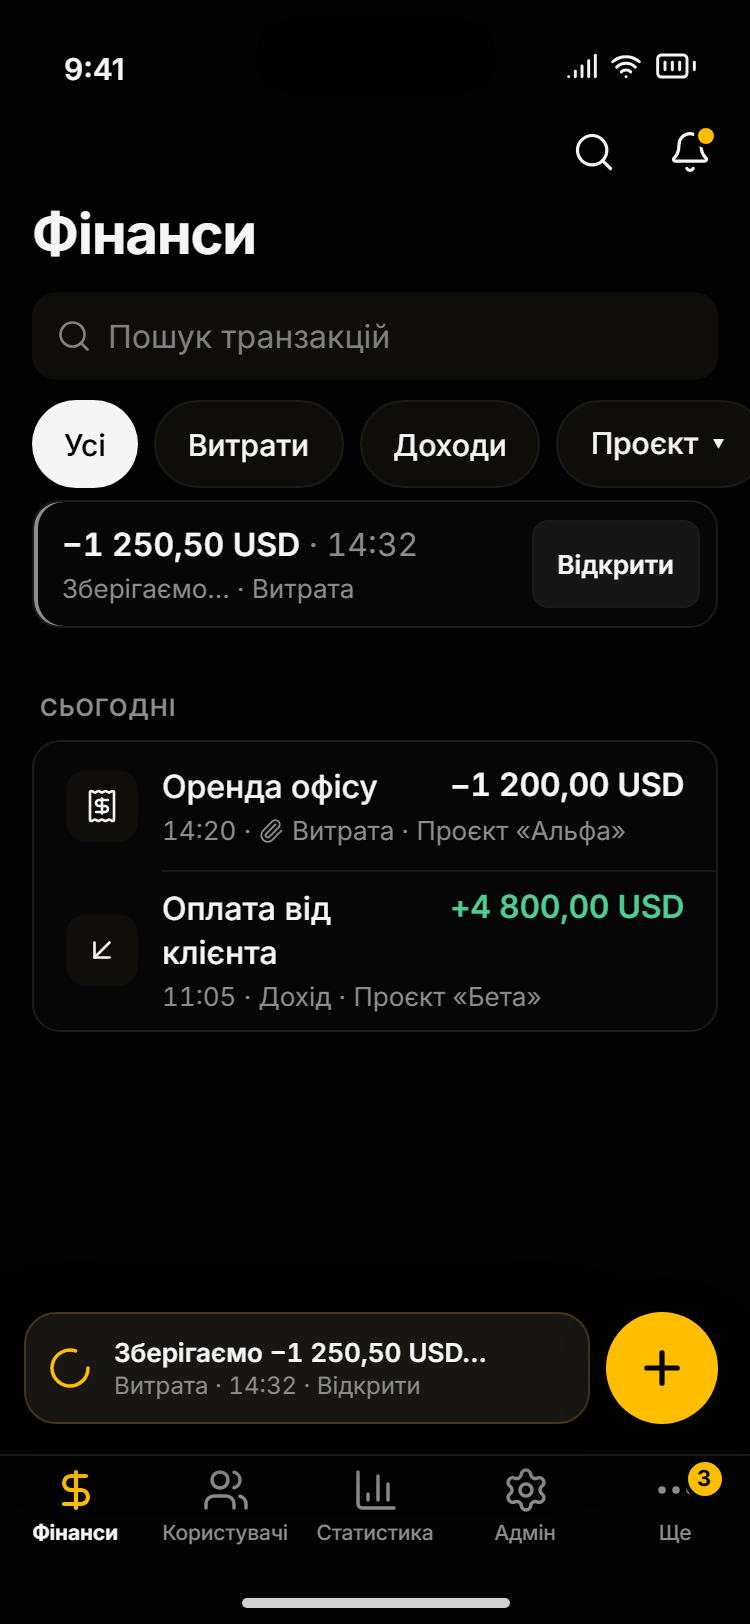 9:41
Фінанси
Пошук транзакцій
Усі
Витрати
Доходи
Проєкт ▼
−1 250,50 USD · 14:32
Зберігаємо... · Витрата
Відкрити
СЬОГОДНІ
Оренда офісу
−1 200,00 USD
14:20 · Витрата · Проєкт «Альфа»
Оплата від
клієнта
+4 800,00 USD
11:05 · Дохід · Проєкт «Бета»
Зберігаємо −1 250,50 USD...
Витрата · 14:32 · Відкрити
3
Фінанси
Користувачі
Статистика
Адмін
Ще